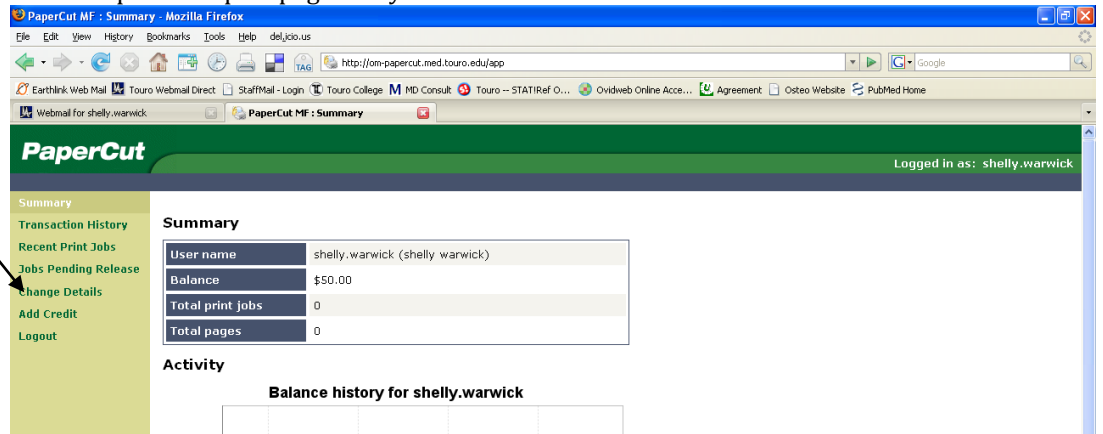 PaperCut MF : Summary - Mozilla Firefox
File Edit View History Bookmarks Tools Help del.icio.us
TAG http://om-papercut.med.touro.edu/app G Google
Earthlink Web Mail Touro Webmail Direct StaffMail - Login Touro College M MD Consult Touro -- STAT!Ref O... Ovidweb Online Acce... Agreement Osteo Website PubMed Home
Webmail for shelly.warwick PaperCut MF : Summary
PaperCut
Logged in as: shelly.warwick
Summary
Transaction History
Recent Print Jobs
Jobs Pending Release
Change Details
Add Credit
Logout
Summary
User name shelly.warwick (shelly warwick)
Balance $50.00
Total print jobs 0
Total pages 0
Activity
Balance history for shelly.warwick